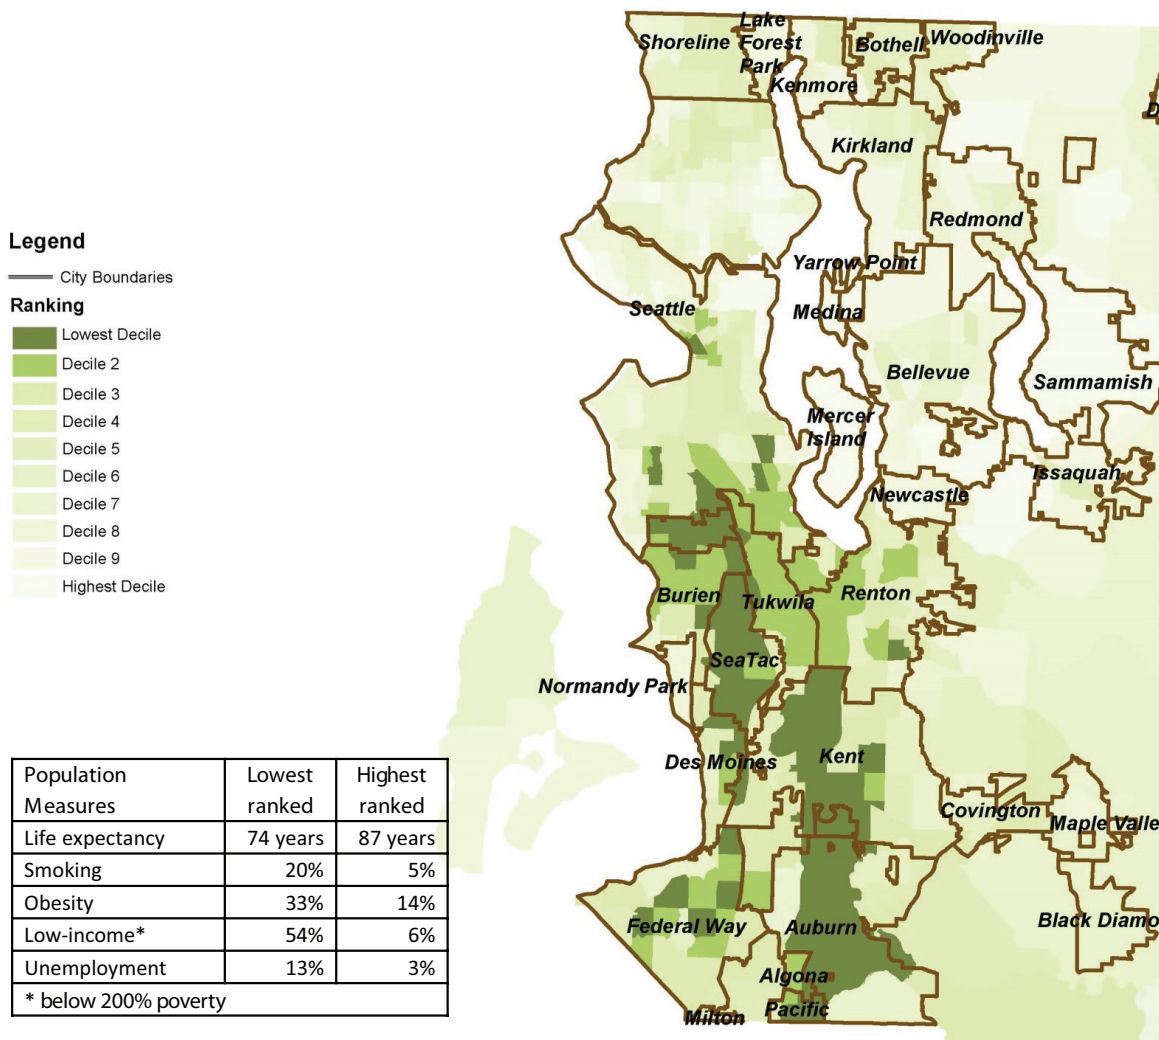 Lake
Forest
Park
Shoreline
Bothell
Woodinville
Kenmore
D
Kirkland
Redmond
Legend
City Boundaries
Yarrow Point
Ranking
Seattle
Medina
Lowest Decile
Decile 2
Bellevue
Sammamish
Decile 3
Decile 4
Mercer
Island
Decile 5
Decile 6
Issaquah
Decile 7
Newcastle
Decile 8
Decile 9
Highest Decile
Burien
Tukwila
Renton
SeaTac
Normandy Park
Des Moines
Kent
Covington
Maple Valle
Population
Measures
Lowest
ranked
Highest
ranked
Life expectancy 74 years 87 years
Smoking 20% 5%
Obesity 33% 14%
Low-income* 54% 6%
Unemployment 13% 3%
* below 200% poverty
Federal Way
Auburn
Black Diamo
Algona
Pacific
Milton